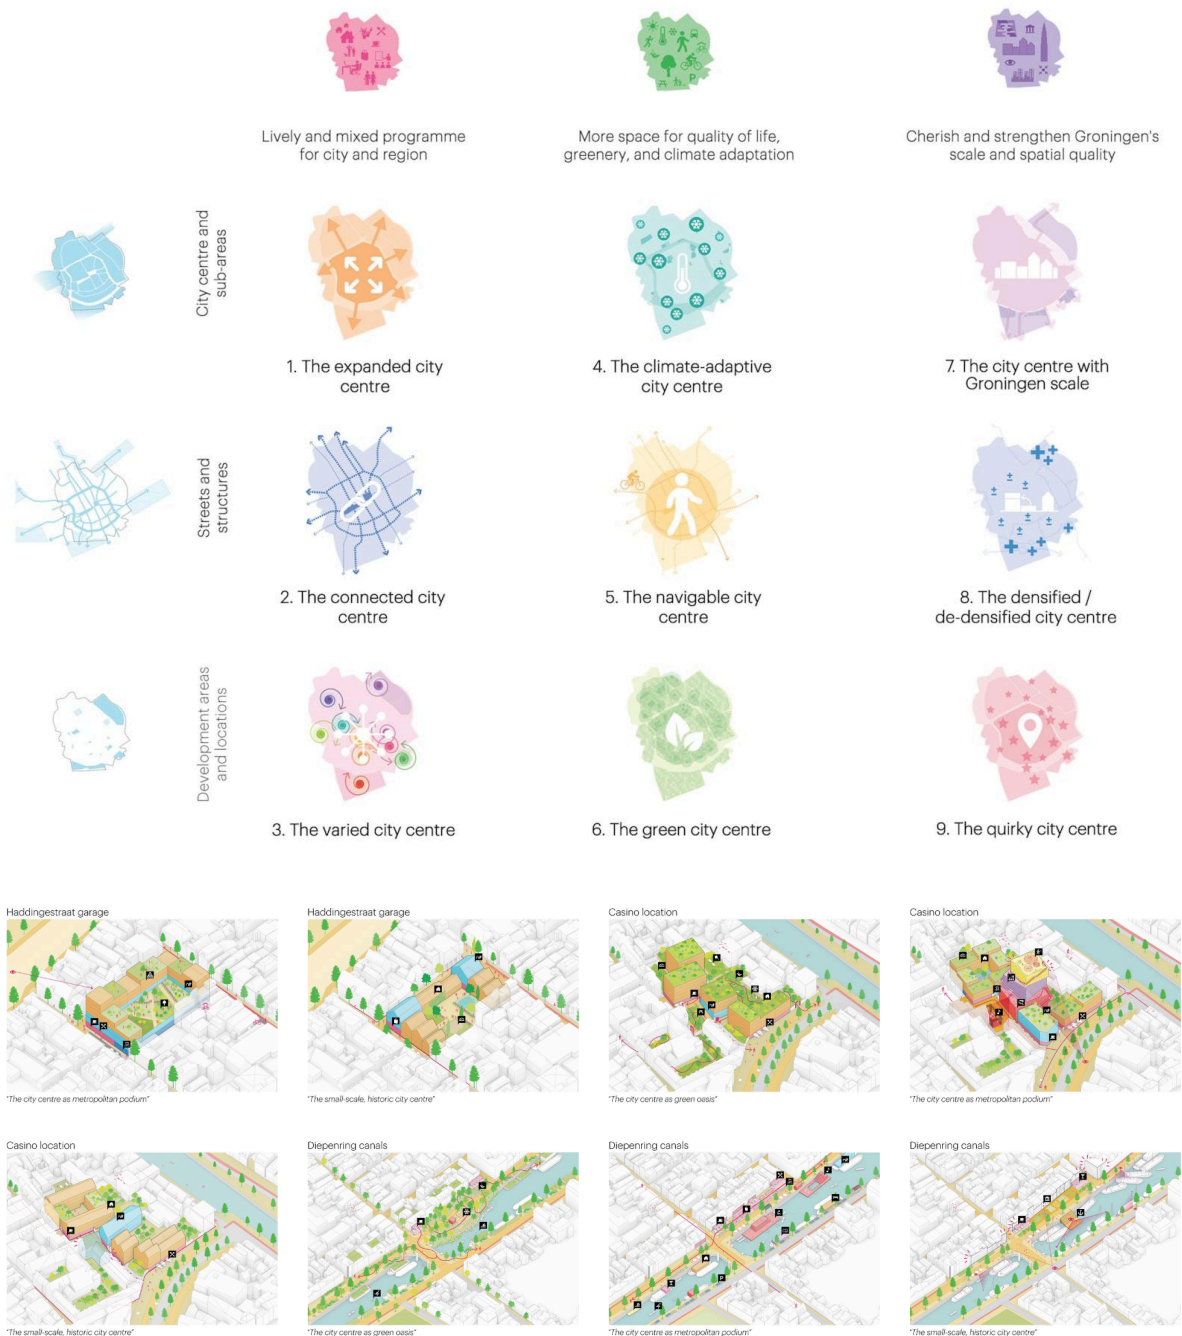 Lively and mixed programme
for city and region
More space for quality of life,
greenery, and climate adaptation
Cherish and strengthen Groningen's
scale and spatial quality
City centre and
sub-areas
1. The expanded city
centre
4. The climate-adaptive
city centre
7. The city centre with
Groningen scale
Streets and
structures
2. The connected city
centre
5. The navigable city
centre
8. The densified /
de-densified city centre
Development areas
and locations
3. The varied city centre
6. The green city centre
9. The quirky city centre
Haddingestraat garage
Haddingestraat garage
Casino location
Casino location
"The city centre as metropolitan podium"
"The small-scale, historic city centre"
"The city centre as green oasis"
"The city centre as metropolitan podium"
Casino location
Diepenring canals
Diepenring canals
Diepenring canals
"The small-scale, historic city centre"
"The city centre as green oasis"
"The city centre as metropolitan podium"
"The small-scale, historic city centre"